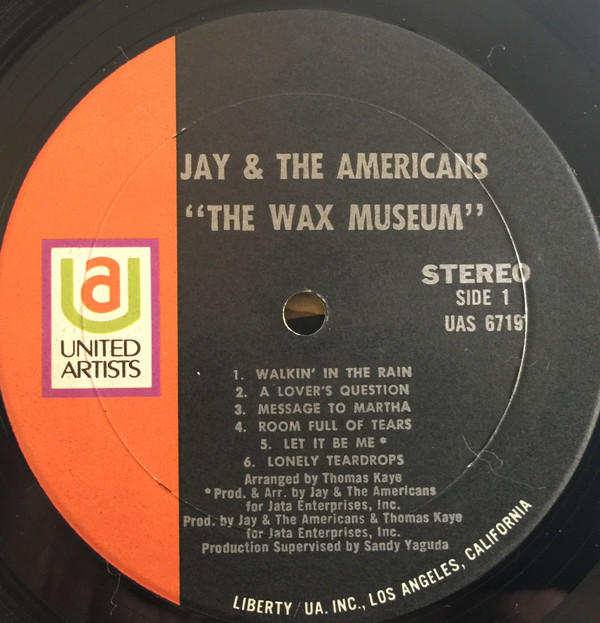 JAY & THE AMERICANS
“THE WAX MUSEUM”
STEREO
SIDE 1
UAS 6719
ua
UNITED
ARTISTS
1. WALKIN' IN THE RAIN
2. A LOVER'S QUESTION
3. MESSAGE TO MARTHA
4. ROOM FULL OF TEARS
5. LET IT BE ME *
6. LONELY TEARDROPS
Arranged by Thomas Kaye
* Prod. & Arr. by Jay & The Americans
for Jata Enterprises, Inc.
Prod. by Jay & The Americans & Thomas Kaye
for Jata Enterprises, Inc.
Production Supervised by Sandy Yaguda
LIBERTY/UA. INC., LOS ANGELES, CALIFORNIA